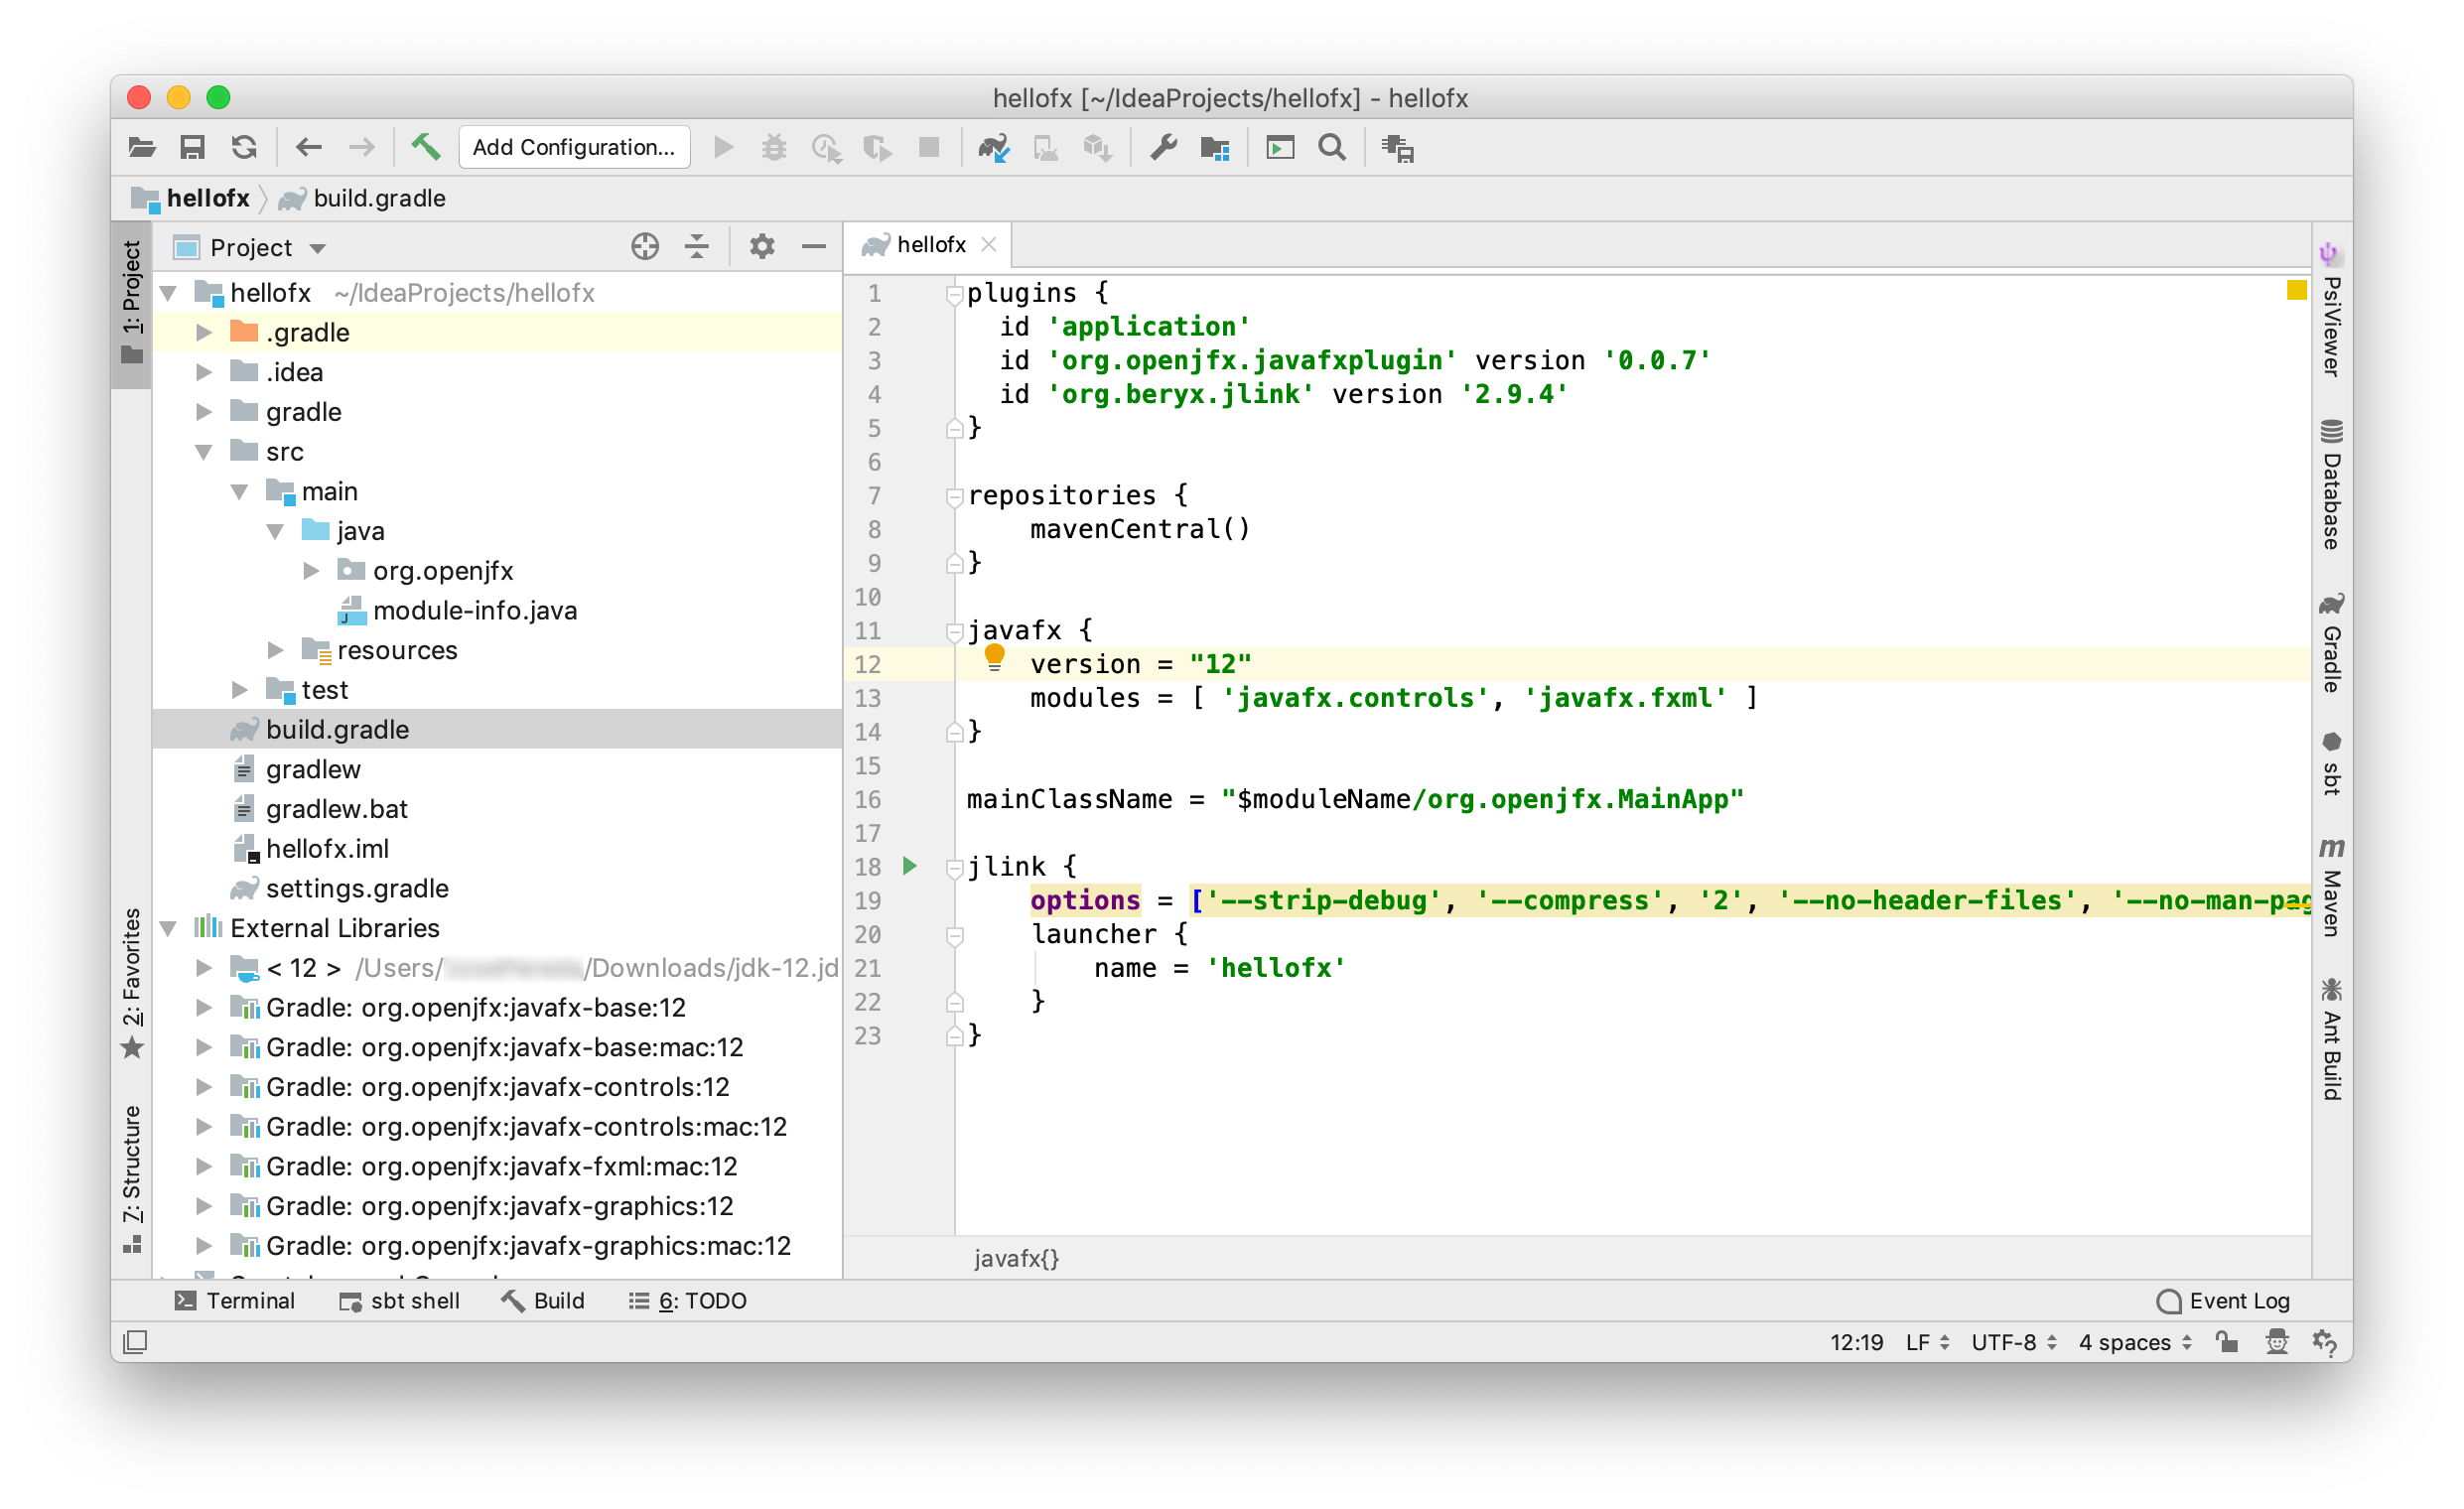 hellofx [~/IdeaProjects/hellofx] - hellofx
Add Configuration...
hellofx
build.gradle
1: Project
Project
hellofx ~/IdeaProjects/hellofx
.gradle
.idea
gradle
src
main
java
org.openjfx
module-info.java
resources
test
build.gradle
gradlew
gradlew.bat
hellofx.iml
settings.gradle
External Libraries
< 12 > /Users/ /Downloads/jdk-12.jd
Gradle: org.openjfx:javafx-base:12
Gradle: org.openjfx:javafx-base:mac:12
Gradle: org.openjfx:javafx-controls:12
Gradle: org.openjfx:javafx-controls:mac:12
Gradle: org.openjfx:javafx-fxml:mac:12
Gradle: org.openjfx:javafx-graphics:12
Gradle: org.openjfx:javafx-graphics:mac:12
2: Favorites
7: Structure
hellofx
1 plugins {
2 id 'application'
3 id 'org.openjfx.javafxplugin' version '0.0.7'
4 id 'org.beryx.jlink' version '2.9.4'
5 }
6
7 repositories {
8 mavenCentral()
9 }
10
11 javafx {
12 version = "12"
13 modules = [ 'javafx.controls', 'javafx.fxml' ]
14 }
15
16 mainClassName = "$moduleName/org.openjfx.MainApp"
17
18 jlink {
19 options = ['--strip-debug', '--compress', '2', '--no-header-files', '--no-man-pag
20 launcher {
21 name = 'hellofx'
22 }
23 }
javafx{}
PsiViewer
Database
Gradle
sbt
Maven
Ant Build
Terminal
sbt shell
Build
6: TODO
Event Log
12:19
LF
UTF-8
4 spaces